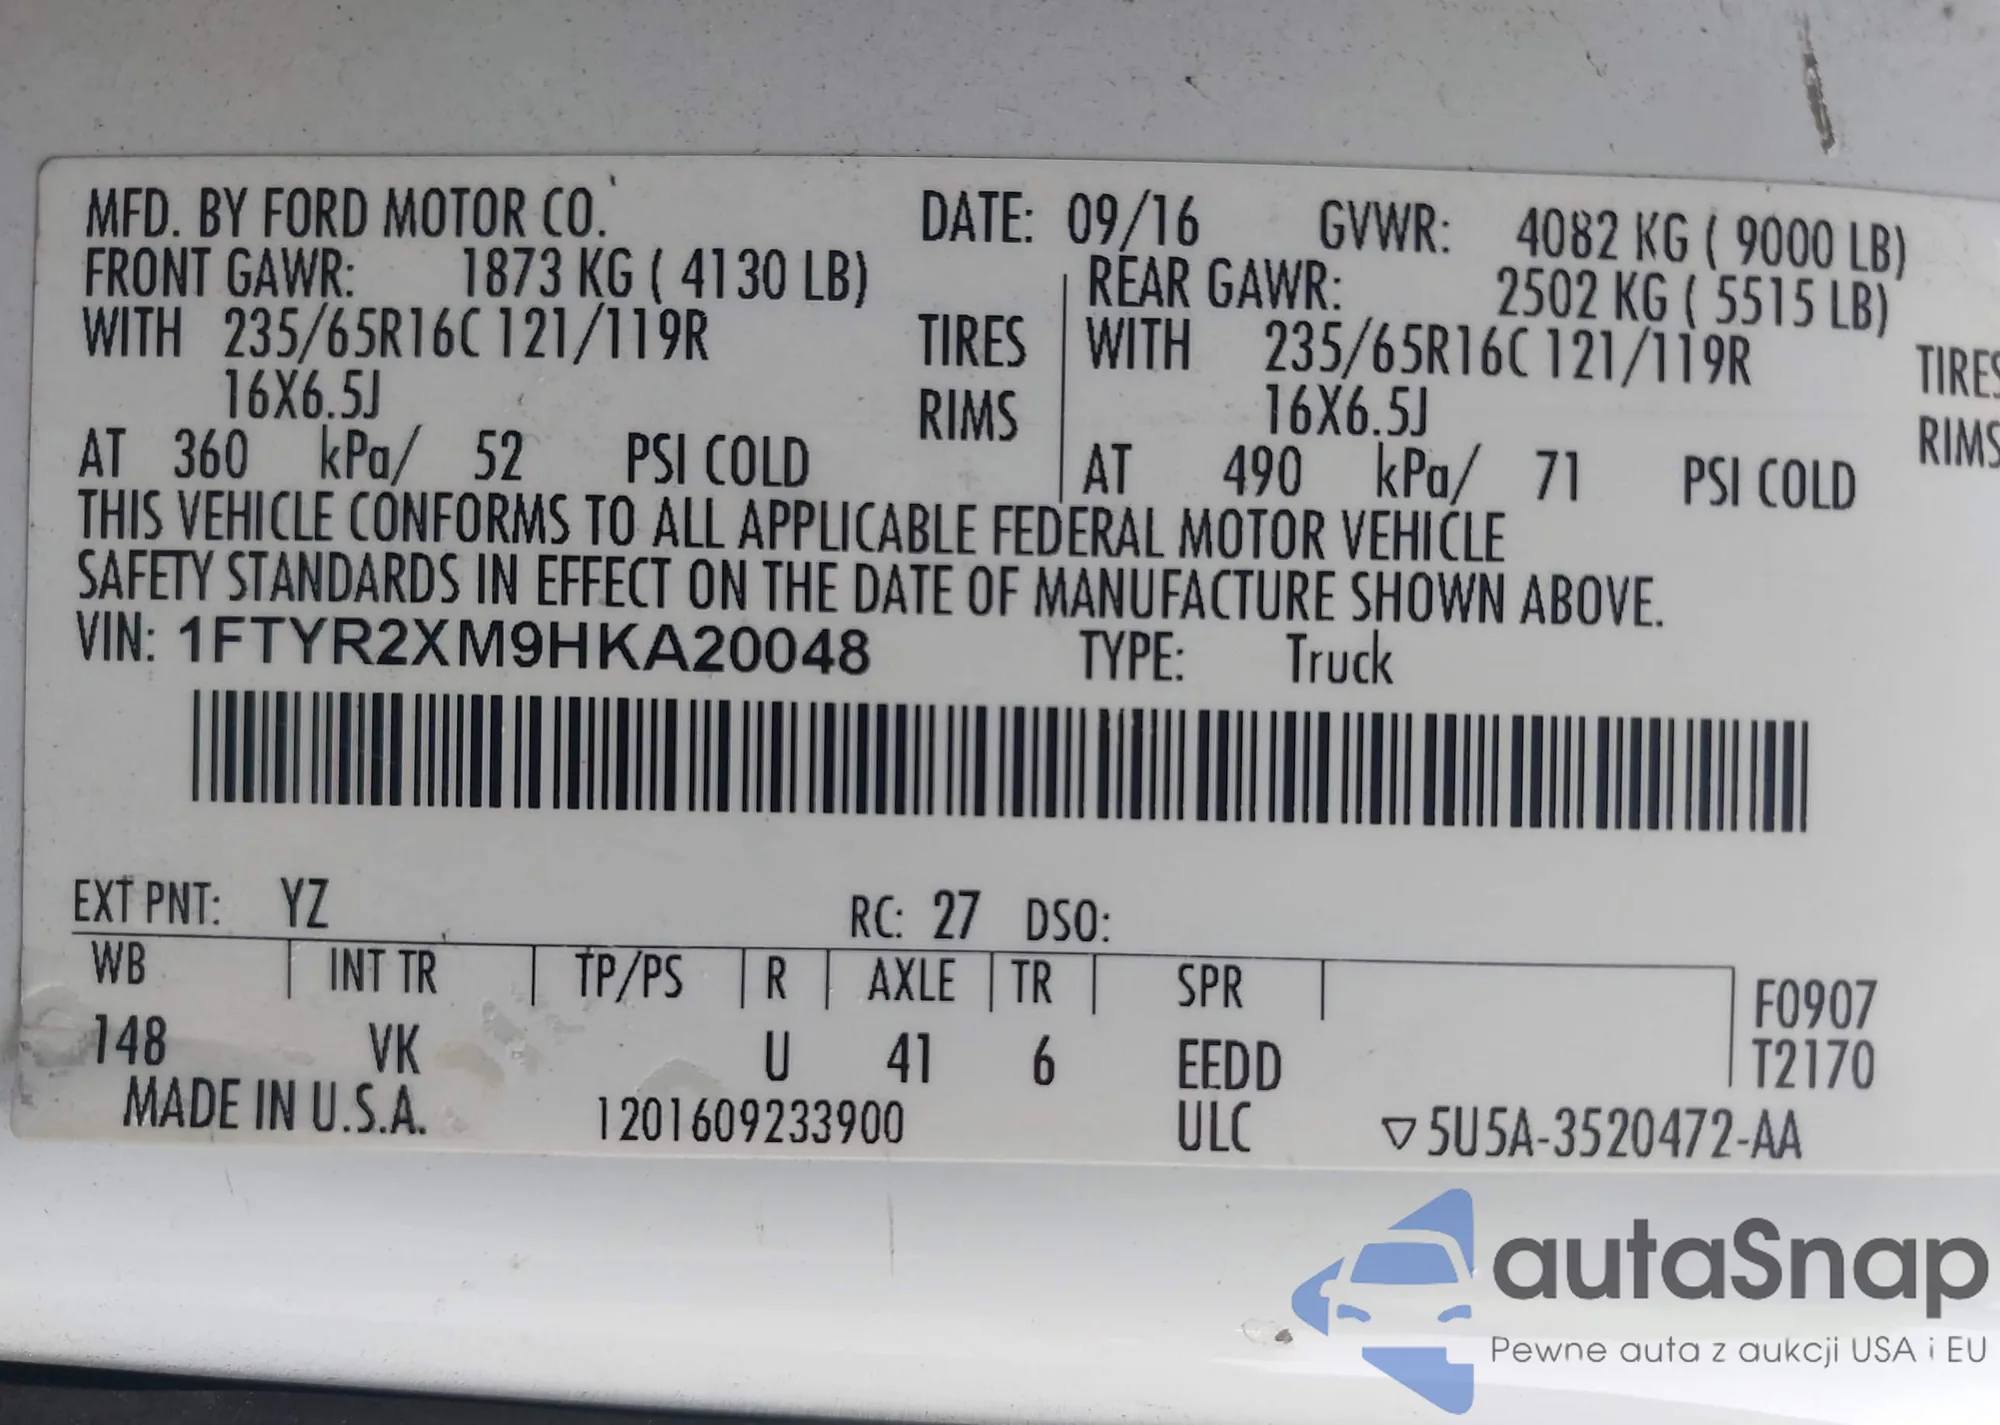 MFD. BY FORD MOTOR CO. DATE: 09/16 GVWR: 4082 KG ( 9000 LB)
FRONT GAWR: 1873 KG ( 4130 LB) REAR GAWR: 2502 KG ( 5515 LB)
WITH 235/65R16C 121/119R TIRES WITH 235/65R16C 121/119R TIRES
16X6.5J RIMS 16X6.5J RIMS
AT 360 kPa/ 52 PSI COLD AT 490 kPa/ 71 PSI COLD
THIS VEHICLE CONFORMS TO ALL APPLICABLE FEDERAL MOTOR VEHICLE
SAFETY STANDARDS IN EFFECT ON THE DATE OF MANUFACTURE SHOWN ABOVE.
VIN: 1FTYR2XM9HKA20048 TYPE: Truck
EXT PNT: YZ RC: 27 DSO:
WB INT TR TP/PS R AXLE TR SPR F0907
148 VK U 41 6 EEDD T2170
MADE IN U.S.A. 1201609233900 ULC ▽5U5A-3520472-AA
autaSnap
Pewne auta z aukcji USA i EU